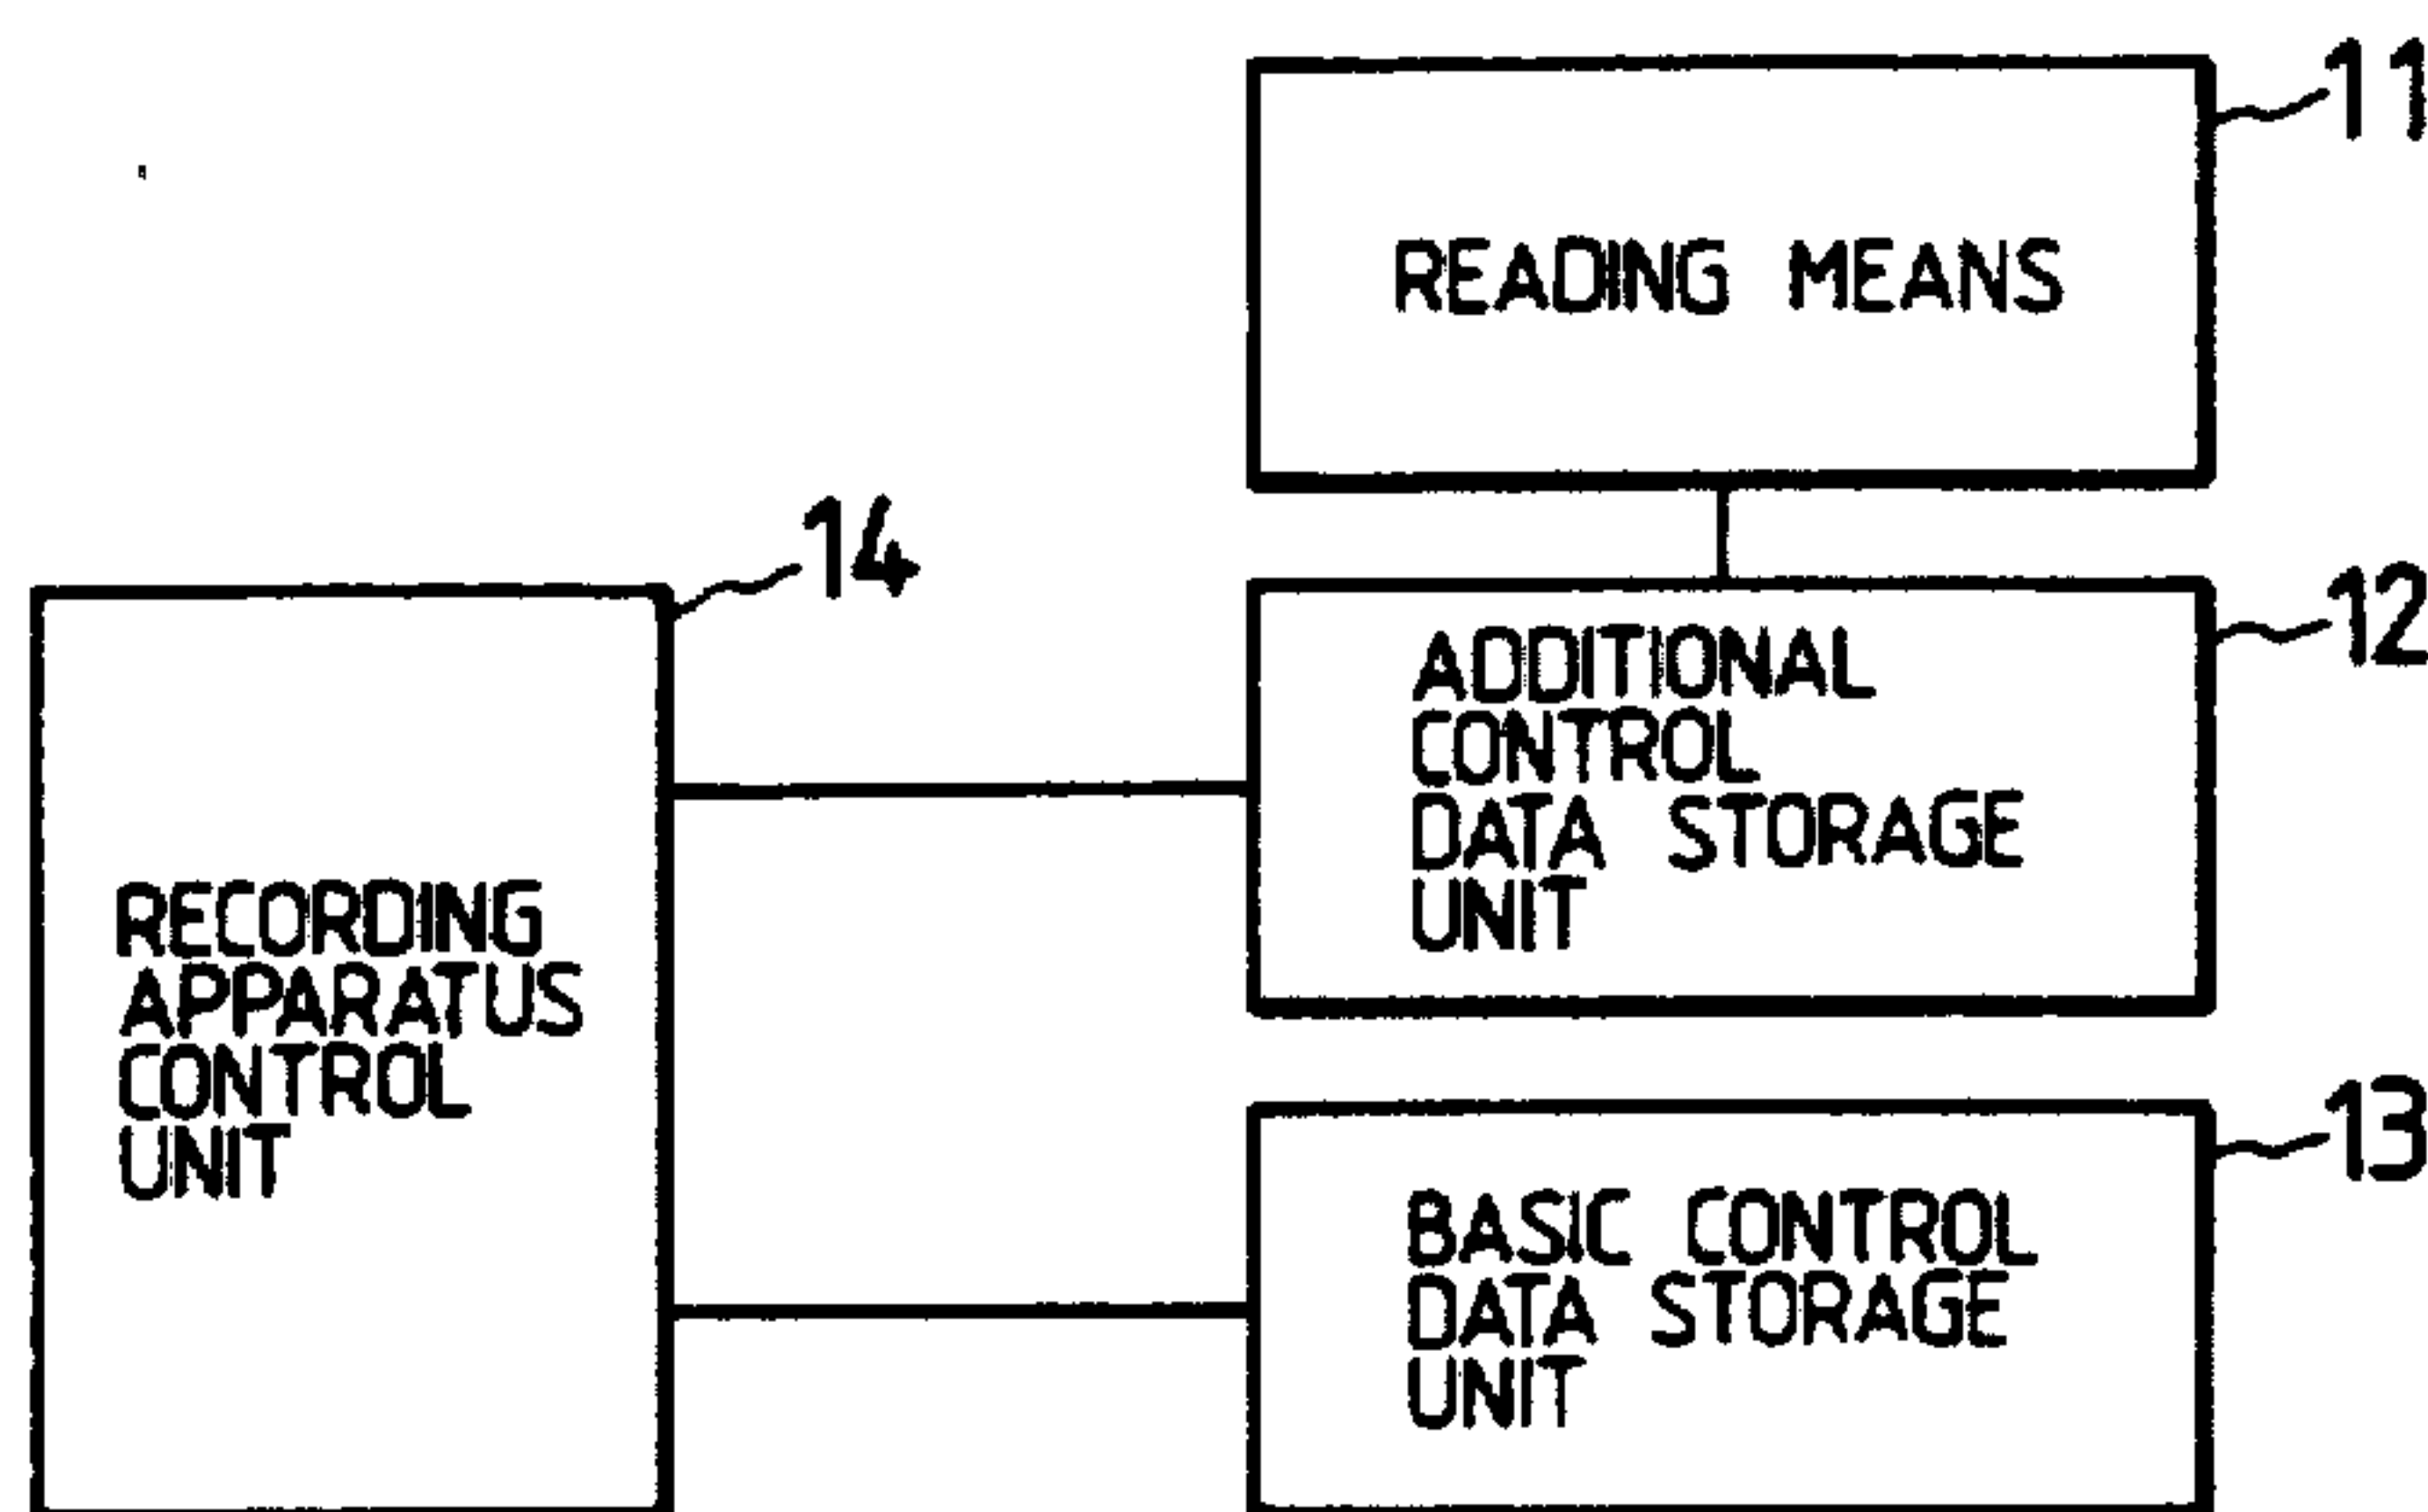 11
READING MEANS
14
12
ADDITIONAL
CONTROL
DATA STORAGE
UNIT
RECORDING
APPARATUS
CONTROL
UNIT
13
BASIC CONTROL
DATA STORAGE
UNIT